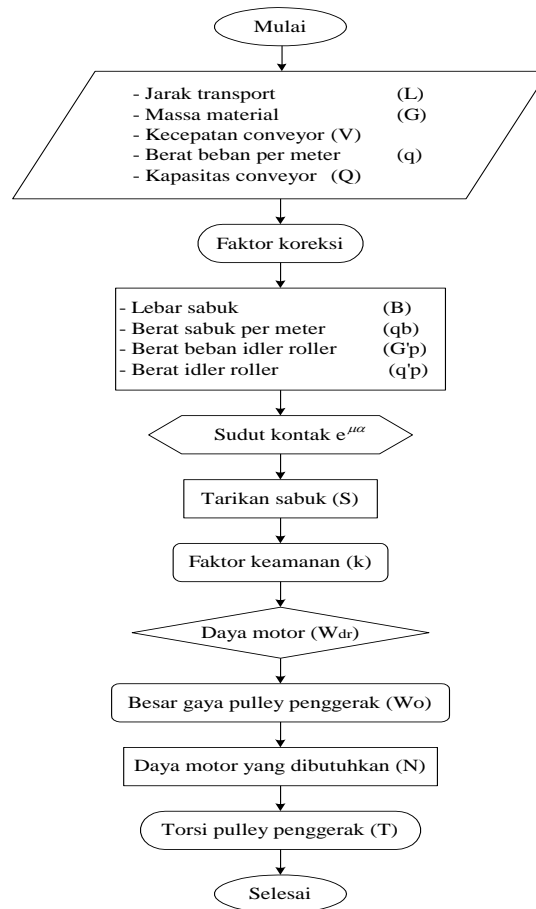 Mulai
- Jarak transport (L)
- Massa material (G)
- Kecepatan conveyor (V)
- Berat beban per meter (q)
- Kapasitas conveyor (Q)
Faktor koreksi
- Lebar sabuk (B)
- Berat sabuk per meter (qb)
- Berat beban idler roller (G'p)
- Berat idler roller (q'p)
Sudut kontak e^μα
Tarikan sabuk (S)
Faktor keamanan (k)
Daya motor (Wdr)
Besar gaya pulley penggerak (Wo)
Daya motor yang dibutuhkan (N)
Torsi pulley penggerak (T)
Selesai